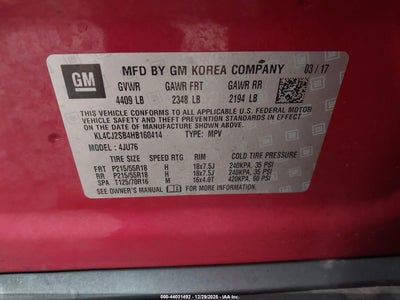 GM
MFD BY GM KOREA COMPANY 03 / 17
GVWR GAWR FRT GAWR RR
4409 LB 2348 LB 2194 LB
THIS VEHICLE CONFORMS TO ALL APPLICABLE U.S. FEDERAL MOTOR
VEHICLE SAFETY, BUMPER, AND THEFT PREVENTION STANDARDS IN
EFFECT ON THE DATE OF MANUFACTURE SHOWN ABOVE.
KL4CJ2SB4HB160414 TYPE: MPV
MODEL: 4JU76
TIRE SIZE SPEED RTG RIM COLD TIRE PRESSURE
FRT P215/55R18 H 18x7.5J 240KPA, 35 PSI
RR P215/55R18 H 18x7.5J 240KPA, 35 PSI
SPA T125/70R16 M 16x4.0T 420KPA, 60 PSI
SEE OWNER'S MANUAL FOR MORE INFORMATION.
000-44031492 - 12/29/2025 - IAA, Inc.